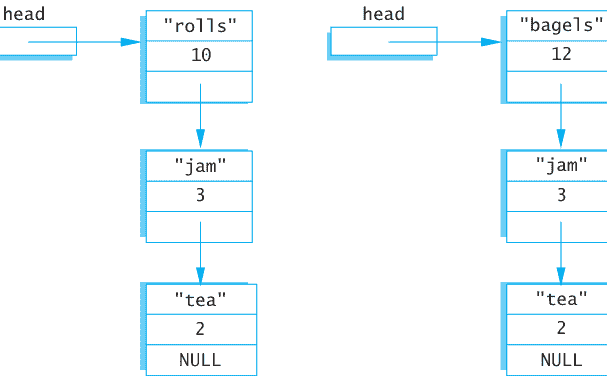 head
"rolls"
10
"jam"
3
"tea"
2
NULL
head
"bagels"
12
"jam"
3
"tea"
2
NULL